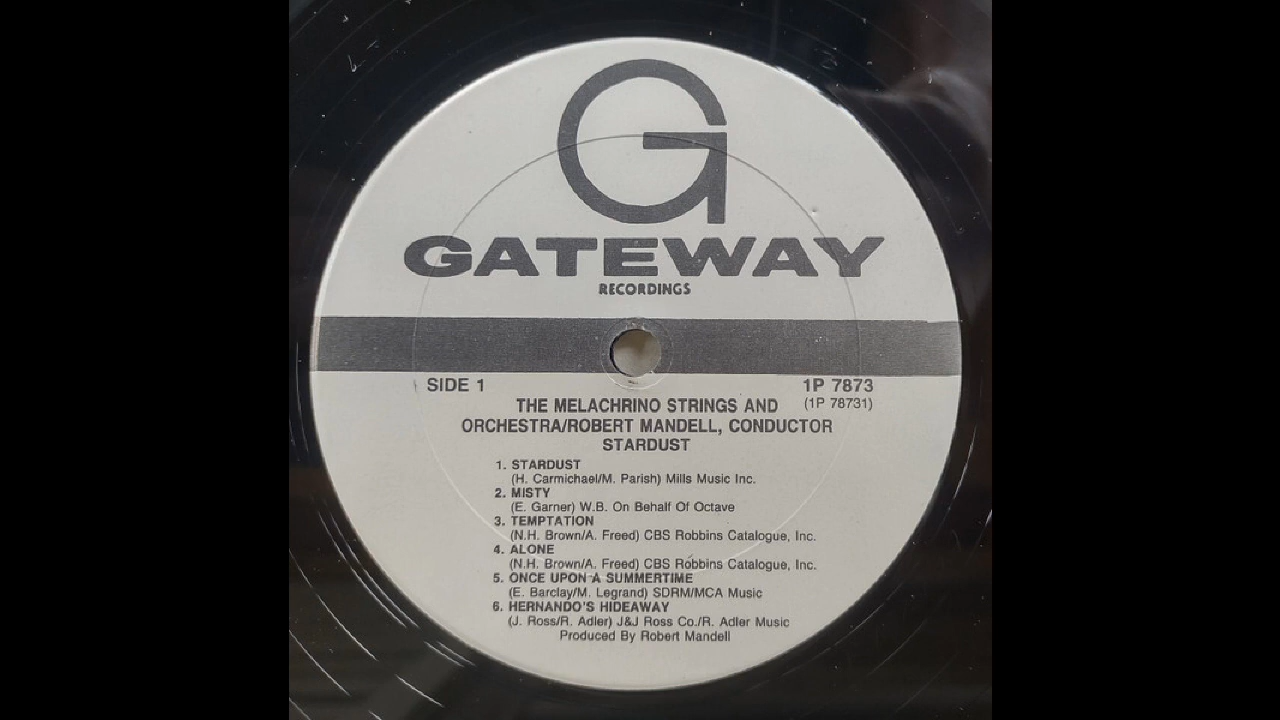 G
GATEWAY
RECORDINGS
SIDE 1
1P 7873
(1P 78731)
THE MELACHRINO STRINGS AND
ORCHESTRA/ROBERT MANDELL, CONDUCTOR
STARDUST
1. STARDUST
(H. Carmichael/M. Parish) Mills Music Inc.
2. MISTY
(E. Garner) W.B. On Behalf Of Octave
3. TEMPTATION
(N.H. Brown/A. Freed) CBS Robbins Catalogue, Inc.
4. ALONE
(N.H. Brown/A. Freed) CBS Robbins Catalogue, Inc.
5. ONCE UPON A SUMMERTIME
(E. Barclay/M. Legrand) SDRM/MCA Music
6. HERNANDO'S HIDEAWAY
(J. Ross/R. Adler) J&J Ross Co./R. Adler Music
Produced By Robert Mandell